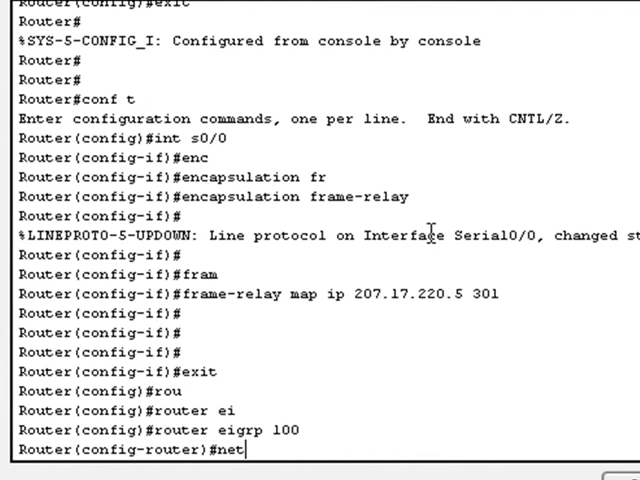 Router(config)#exit
Router#
%SYS-5-CONFIG_I: Configured from console by console
Router#
Router#
Router#conf t
Enter configuration commands, one per line.  End with CNTL/Z.
Router(config)#int s0/0
Router(config-if)#enc
Router(config-if)#encapsulation fr
Router(config-if)#encapsulation frame-relay
Router(config-if)#
%LINEPROTO-5-UPDOWN: Line protocol on Interface Serial0/0, changed st
Router(config-if)#
Router(config-if)#fram
Router(config-if)#frame-relay map ip 207.17.220.5 301
Router(config-if)#
Router(config-if)#
Router(config-if)#
Router(config-if)#exit
Router(config)#rou
Router(config)#router ei
Router(config)#router eigrp 100
Router(config-router)#net